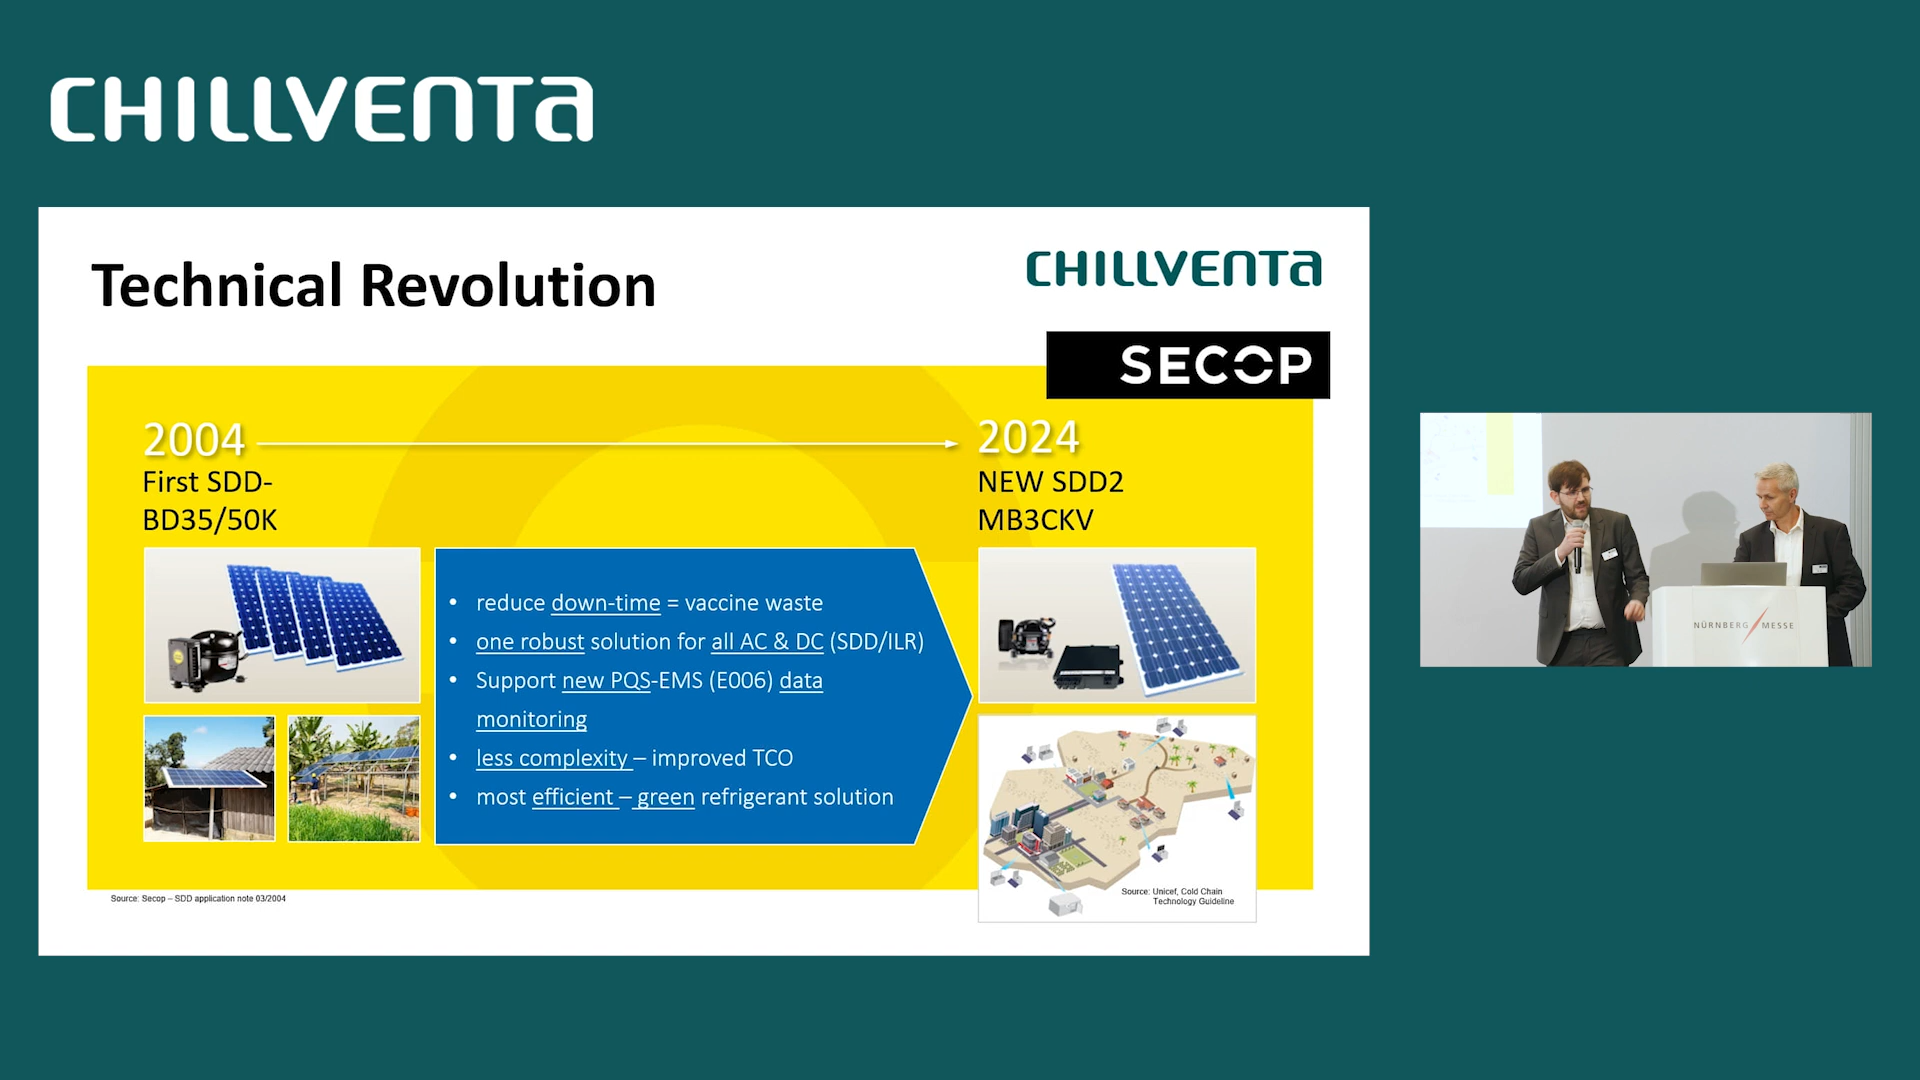 CHILLVENTA
Technical Revolution
CHILLVENTA
SECOP
2004
2024
First SDD-
BD35/50K
NEW SDD2
MB3CKV
• reduce down-time = vaccine waste
• one robust solution for all AC & DC (SDD/ILR)
• Support new PQS-EMS (E006) data
monitoring
• less complexity – improved TCO
• most efficient – green refrigerant solution
Source: Secop – SDD application note 03/2004
Source: Unicef, Cold Chain
Technology Guideline
NÜRNBERG MESSE